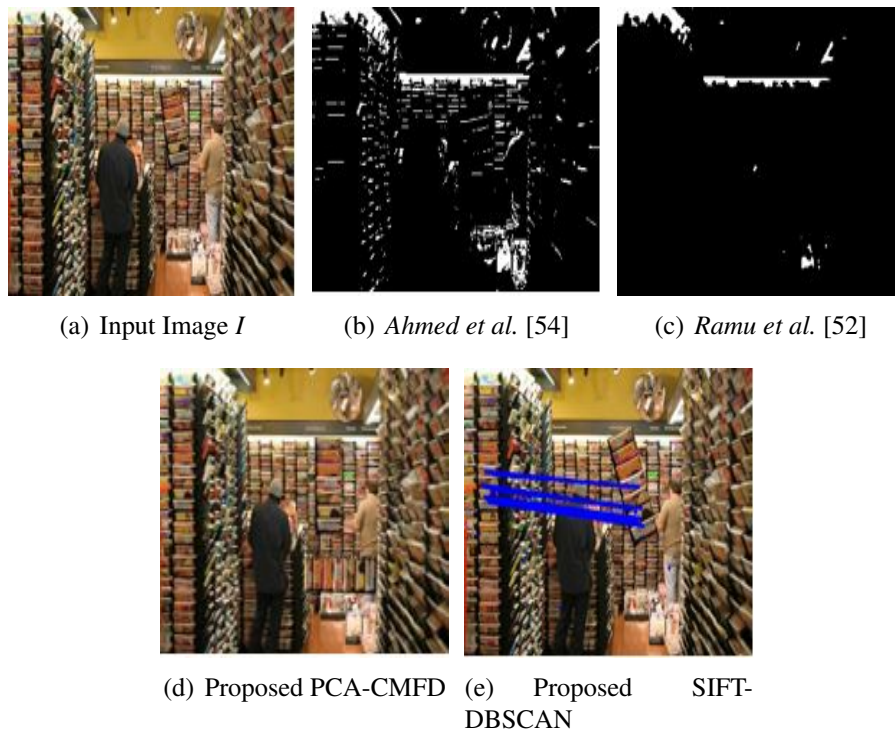 (a) Input Image I
(b) Ahmed et al. [54]
(c) Ramu et al. [52]
(d) Proposed PCA-CMFD
(e) Proposed SIFT-
DBSCAN